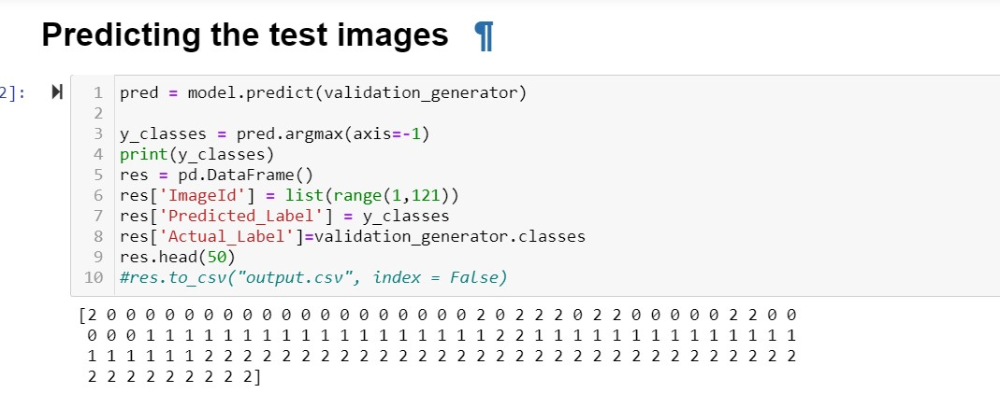 Predicting the test images ¶
2]:
1 pred = model.predict(validation_generator)
2
3 y_classes = pred.argmax(axis=-1)
4 print(y_classes)
5 res = pd.DataFrame()
6 res['ImageId'] = list(range(1,121))
7 res['Predicted_Label'] = y_classes
8 res['Actual_Label']=validation_generator.classes
9 res.head(50)
10 #res.to_csv("output.csv", index = False)
[2 0 0 0 0 0 0 0 0 0 0 0 0 0 0 0 0 0 0 0 2 0 2 2 2 0 2 2 0 0 0 0 0 2 2 0 0
0 0 0 1 1 1 1 1 1 1 1 1 1 1 1 1 1 1 1 1 1 2 2 1 1 1 1 1 1 1 1 1 1 1 1 1 1
1 1 1 1 1 1 2 2 2 2 2 2 2 2 2 2 2 2 2 2 2 2 2 2 2 2 2 2 2 2 2 2 2 2 2 2 2
2 2 2 2 2 2 2 2 2]